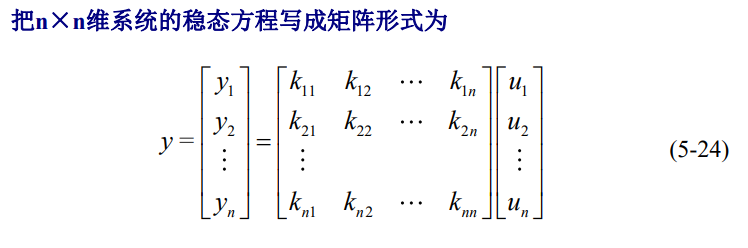 把n×n维系统的稳态方程写成矩阵形式为
y = [y₁ y₂ ⋮ yₙ] = [k₁₁ k₁₂ ⋯ k₁ₙ; k₂₁ k₂₂ ⋯ k₂ₙ; ⋮; kₙ₁ kₙ₂ ⋯ kₙₙ] [u₁ u₂ ⋮ uₙ] (5-24)